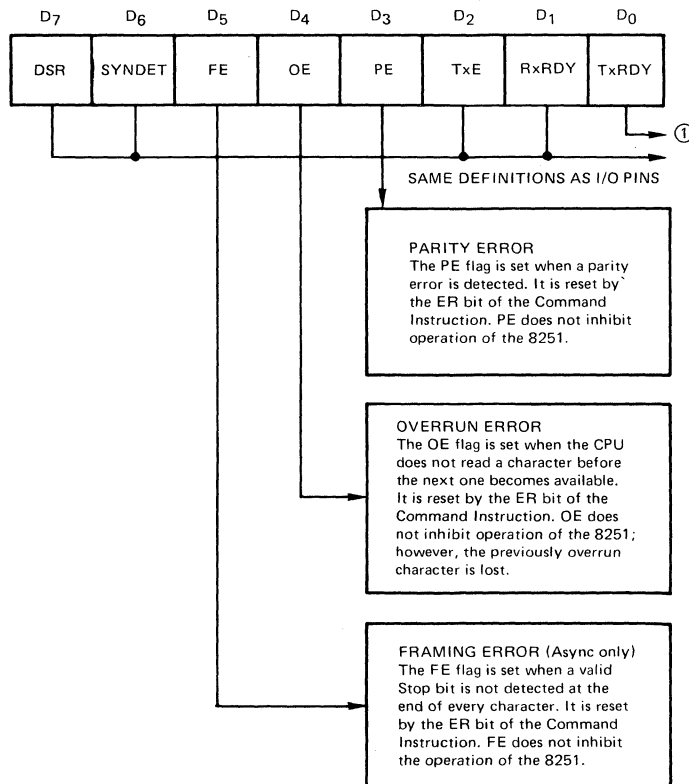 D7 D6 D5 D4 D3 D2 D1 D0
DSR SYNDET FE OE PE TxE RxRDY TxRDY
①
SAME DEFINITIONS AS I/O PINS
PARITY ERROR
The PE flag is set when a parity
error is detected. It is reset by
the ER bit of the Command
Instruction. PE does not inhibit
operation of the 8251.
OVERRUN ERROR
The OE flag is set when the CPU
does not read a character before
the next one becomes available.
It is reset by the ER bit of the
Command Instruction. OE does
not inhibit operation of the 8251;
however, the previously overrun
character is lost.
FRAMING ERROR (Async only)
The FE flag is set when a valid
Stop bit is not detected at the
end of every character. It is reset
by the ER bit of the Command
Instruction. FE does not inhibit
the operation of the 8251.